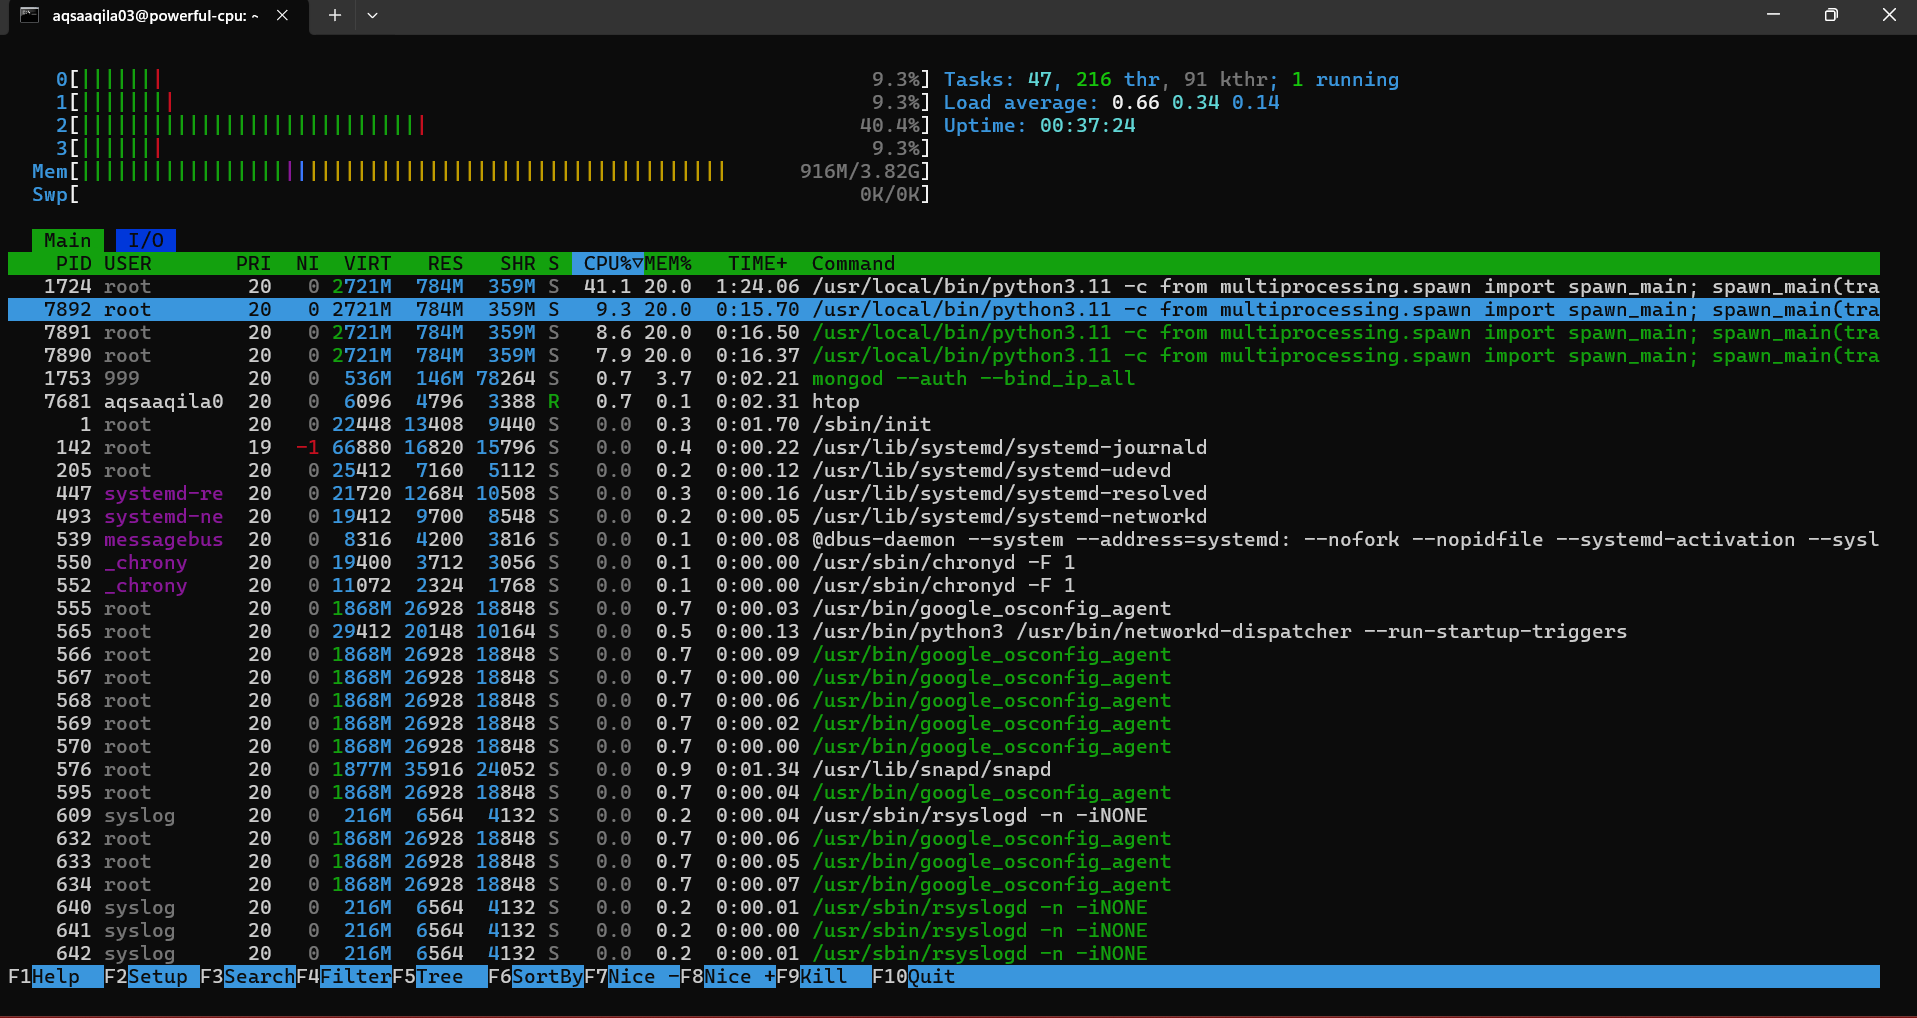 aqsaaqila03@powerful-cpu: ~
0[||||||| 9.3%] Tasks: 47, 216 thr, 91 kthr; 1 running
1[|||||||| 9.3%] Load average: 0.66 0.34 0.14
2[||||||||||||||||||||||||||||| 40.4%] Uptime: 00:37:24
3[||||||| 9.3%]
Mem[|||||||||||||||||||||||||||||||||||||||||||||||||||||| 916M/3.82G]
Swp[ 0K/0K]
Main I/O
PID USER PRI NI VIRT RES SHR S CPU%▽MEM% TIME+ Command
1724 root 20 0 2721M 784M 359M S 41.1 20.0 1:24.06 /usr/local/bin/python3.11 -c from multiprocessing.spawn import spawn_main; spawn_main(tra
7892 root 20 0 2721M 784M 359M S 9.3 20.0 0:15.70 /usr/local/bin/python3.11 -c from multiprocessing.spawn import spawn_main; spawn_main(tra
7891 root 20 0 2721M 784M 359M S 8.6 20.0 0:16.50 /usr/local/bin/python3.11 -c from multiprocessing.spawn import spawn_main; spawn_main(tra
7890 root 20 0 2721M 784M 359M S 7.9 20.0 0:16.37 /usr/local/bin/python3.11 -c from multiprocessing.spawn import spawn_main; spawn_main(tra
1753 999 20 0 536M 146M 78264 S 0.7 3.7 0:02.21 mongod --auth --bind_ip_all
7681 aqsaaqila0 20 0 6096 4796 3388 R 0.7 0.1 0:02.31 htop
1 root 20 0 22448 13408 9440 S 0.0 0.3 0:01.70 /sbin/init
142 root 19 -1 66880 16820 15796 S 0.0 0.4 0:00.22 /usr/lib/systemd/systemd-journald
205 root 20 0 25412 7160 5112 S 0.0 0.2 0:00.12 /usr/lib/systemd/systemd-udevd
447 systemd-re 20 0 21720 12684 10508 S 0.0 0.3 0:00.16 /usr/lib/systemd/systemd-resolved
493 systemd-ne 20 0 19412 9700 8548 S 0.0 0.2 0:00.05 /usr/lib/systemd/systemd-networkd
539 messagebus 20 0 8316 4200 3816 S 0.0 0.1 0:00.08 @dbus-daemon --system --address=systemd: --nofork --nopidfile --systemd-activation --sysl
550 _chrony 20 0 19400 3712 3056 S 0.0 0.1 0:00.00 /usr/sbin/chronyd -F 1
552 _chrony 20 0 11072 2324 1768 S 0.0 0.1 0:00.00 /usr/sbin/chronyd -F 1
555 root 20 0 1868M 26928 18848 S 0.0 0.7 0:00.03 /usr/bin/google_osconfig_agent
565 root 20 0 29412 20148 10164 S 0.0 0.5 0:00.13 /usr/bin/python3 /usr/bin/networkd-dispatcher --run-startup-triggers
566 root 20 0 1868M 26928 18848 S 0.0 0.7 0:00.09 /usr/bin/google_osconfig_agent
567 root 20 0 1868M 26928 18848 S 0.0 0.7 0:00.00 /usr/bin/google_osconfig_agent
568 root 20 0 1868M 26928 18848 S 0.0 0.7 0:00.06 /usr/bin/google_osconfig_agent
569 root 20 0 1868M 26928 18848 S 0.0 0.7 0:00.02 /usr/bin/google_osconfig_agent
570 root 20 0 1868M 26928 18848 S 0.0 0.7 0:00.00 /usr/bin/google_osconfig_agent
576 root 20 0 1877M 35916 24052 S 0.0 0.9 0:01.34 /usr/lib/snapd/snapd
595 root 20 0 1868M 26928 18848 S 0.0 0.7 0:00.04 /usr/bin/google_osconfig_agent
609 syslog 20 0 216M 6564 4132 S 0.0 0.2 0:00.04 /usr/sbin/rsyslogd -n -iNONE
632 root 20 0 1868M 26928 18848 S 0.0 0.7 0:00.06 /usr/bin/google_osconfig_agent
633 root 20 0 1868M 26928 18848 S 0.0 0.7 0:00.05 /usr/bin/google_osconfig_agent
634 root 20 0 1868M 26928 18848 S 0.0 0.7 0:00.07 /usr/bin/google_osconfig_agent
640 syslog 20 0 216M 6564 4132 S 0.0 0.2 0:00.01 /usr/sbin/rsyslogd -n -iNONE
641 syslog 20 0 216M 6564 4132 S 0.0 0.2 0:00.00 /usr/sbin/rsyslogd -n -iNONE
642 syslog 20 0 216M 6564 4132 S 0.0 0.2 0:00.01 /usr/sbin/rsyslogd -n -iNONE
F1Help F2Setup F3SearchF4FilterF5Tree F6SortByF7Nice -F8Nice +F9Kill F10Quit